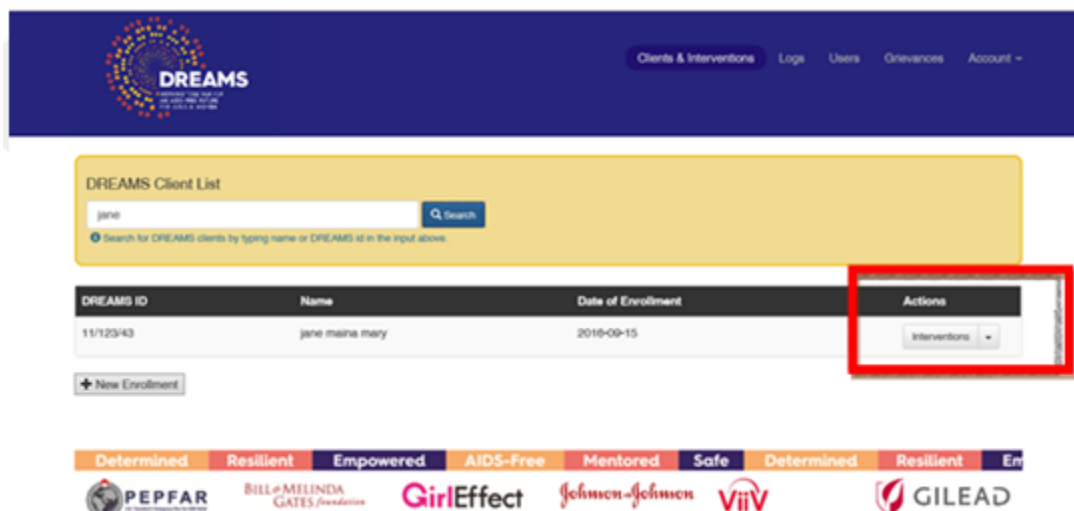 DREAMS
Clients & Interventions Logs Users Grievances Account
DREAMS Client List
jane
Search
Search for DREAMS clients by typing name or DREAMS id in the input above.
DREAMS ID Name Date of Enrollment Actions
11/123/43 jane maina mary 2016-09-15 Interventions
+ New Enrollment
Determined Resilient Empowered AIDS-Free Mentored Safe Determined Resilient Em
PEPFAR
BILL & MELINDA
GATES foundation
GirlEffect
Johnson & Johnson
ViiV
GILEAD